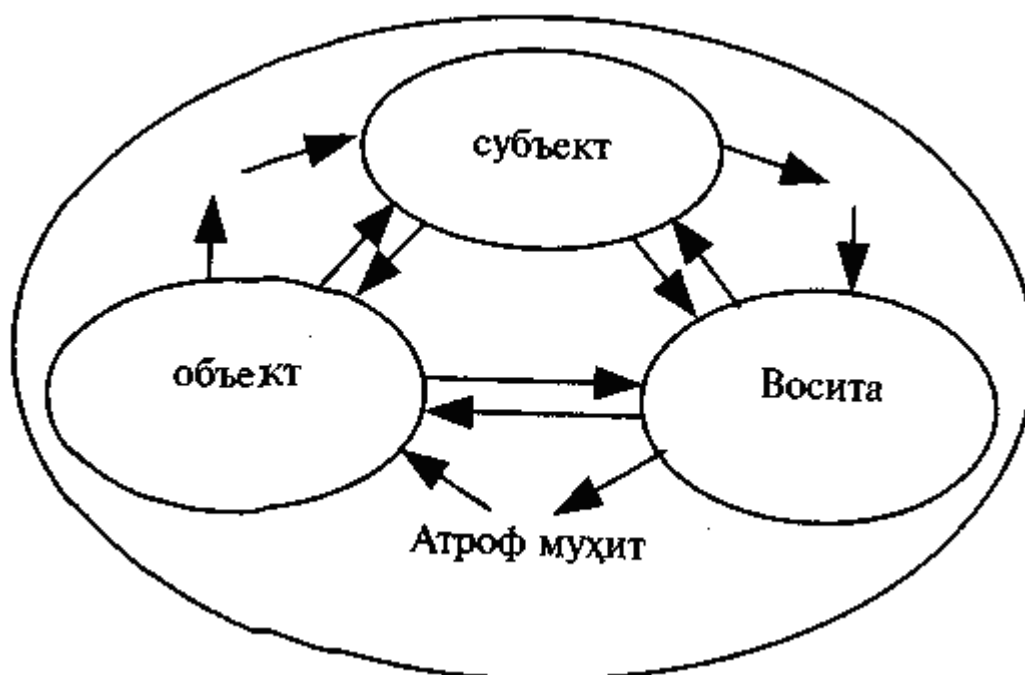 субъект
объект
Восита
Атроф муҳит